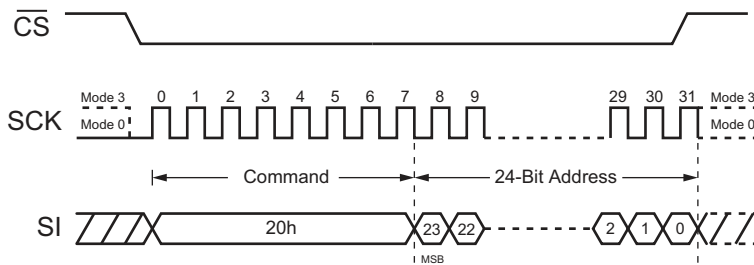 CS
Mode 3 0 1 2 3 4 5 6 7 8 9 29 30 31 Mode 3
SCK Mode 0 Mode 0
Command 24-Bit Address
SI 20h 23 22 2 1 0
MSB